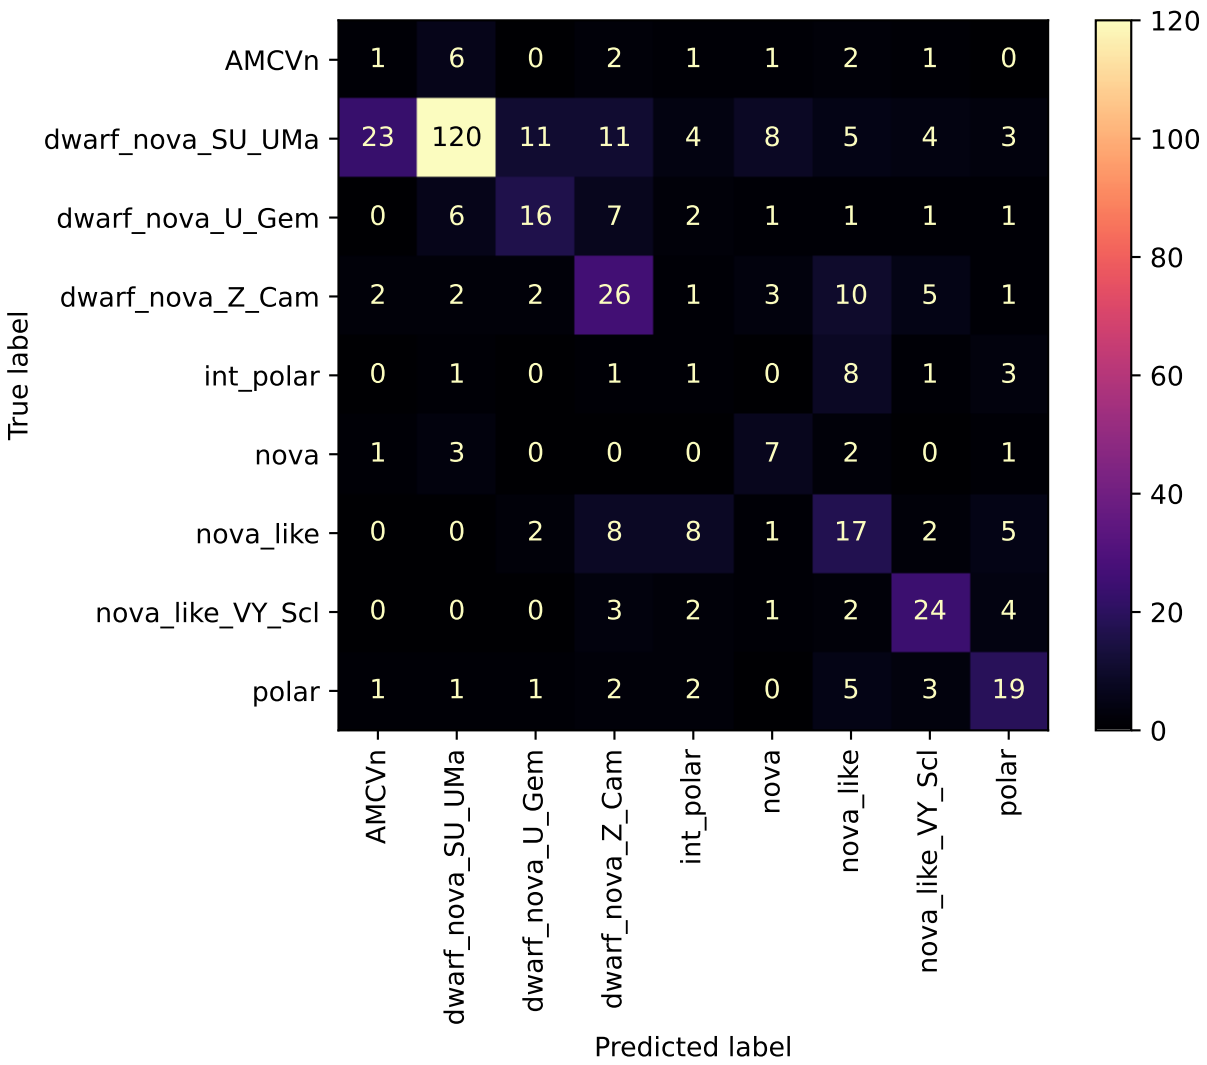 True label
AMCVn 1 6 0 2 1 1 2 1 0
dwarf_nova_SU_UMa 23 120 11 11 4 8 5 4 3
dwarf_nova_U_Gem 0 6 16 7 2 1 1 1 1
dwarf_nova_Z_Cam 2 2 2 26 1 3 10 5 1
int_polar 0 1 0 1 1 0 8 1 3
nova 1 3 0 0 0 7 2 0 1
nova_like 0 0 2 8 8 1 17 2 5
nova_like_VY_Scl 0 0 0 3 2 1 2 24 4
polar 1 1 1 2 2 0 5 3 19
AMCVn
dwarf_nova_SU_UMa
dwarf_nova_U_Gem
dwarf_nova_Z_Cam
int_polar
nova
nova_like
nova_like_VY_Scl
polar
Predicted label
120
100
80
60
40
20
0